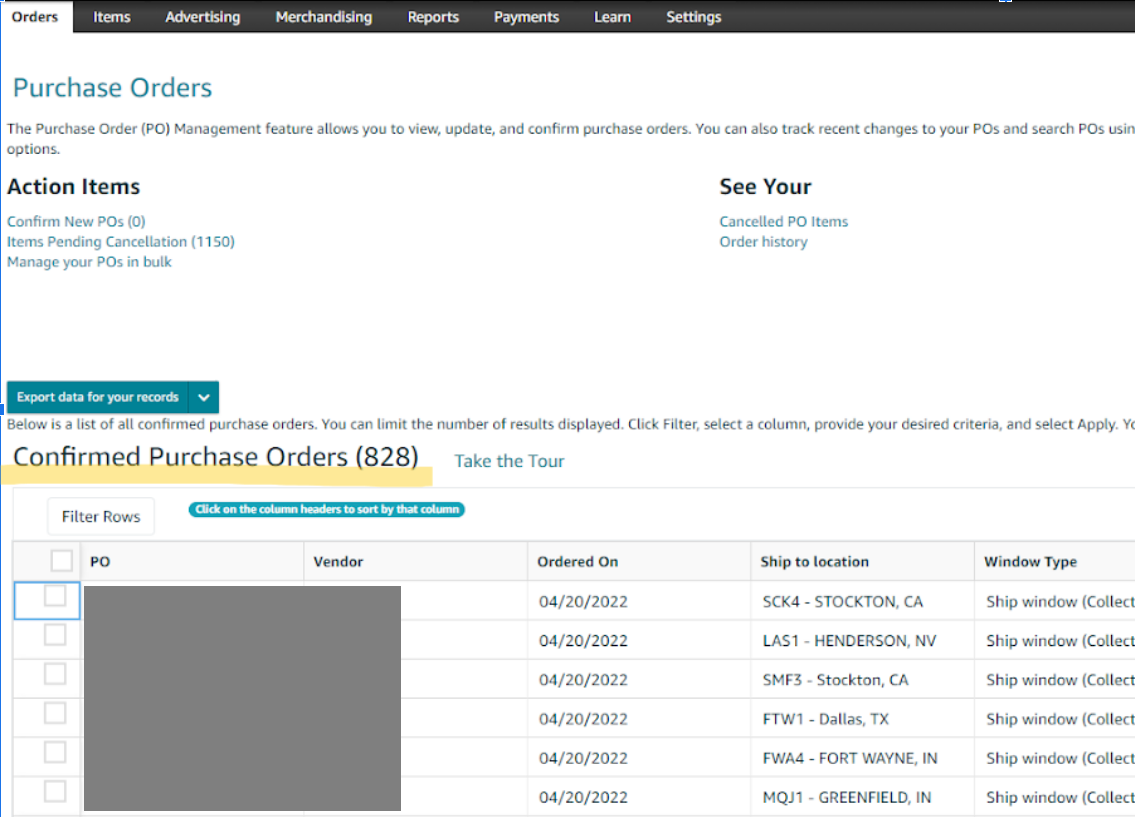 Orders Items Advertising Merchandising Reports Payments Learn Settings
Purchase Orders
The Purchase Order (PO) Management feature allows you to view, update, and confirm purchase orders. You can also track recent changes to your POs and search POs usin
options.
Action Items
Confirm New POs (0)
Items Pending Cancellation (1150)
Manage your POs in bulk
See Your
Cancelled PO Items
Order history
Export data for your records
Below is a list of all confirmed purchase orders. You can limit the number of results displayed. Click Filter, select a column, provide your desired criteria, and select Apply. Yo
Confirmed Purchase Orders (828) Take the Tour
Filter Rows Click on the column headers to sort by that column
PO Vendor Ordered On Ship to location Window Type
04/20/2022 SCK4 - STOCKTON, CA Ship window (Collect
04/20/2022 LAS1 - HENDERSON, NV Ship window (Collect
04/20/2022 SMF3 - Stockton, CA Ship window (Collect
04/20/2022 FTW1 - Dallas, TX Ship window (Collect
04/20/2022 FWA4 - FORT WAYNE, IN Ship window (Collect
04/20/2022 MQJ1 - GREENFIELD, IN Ship window (Collect